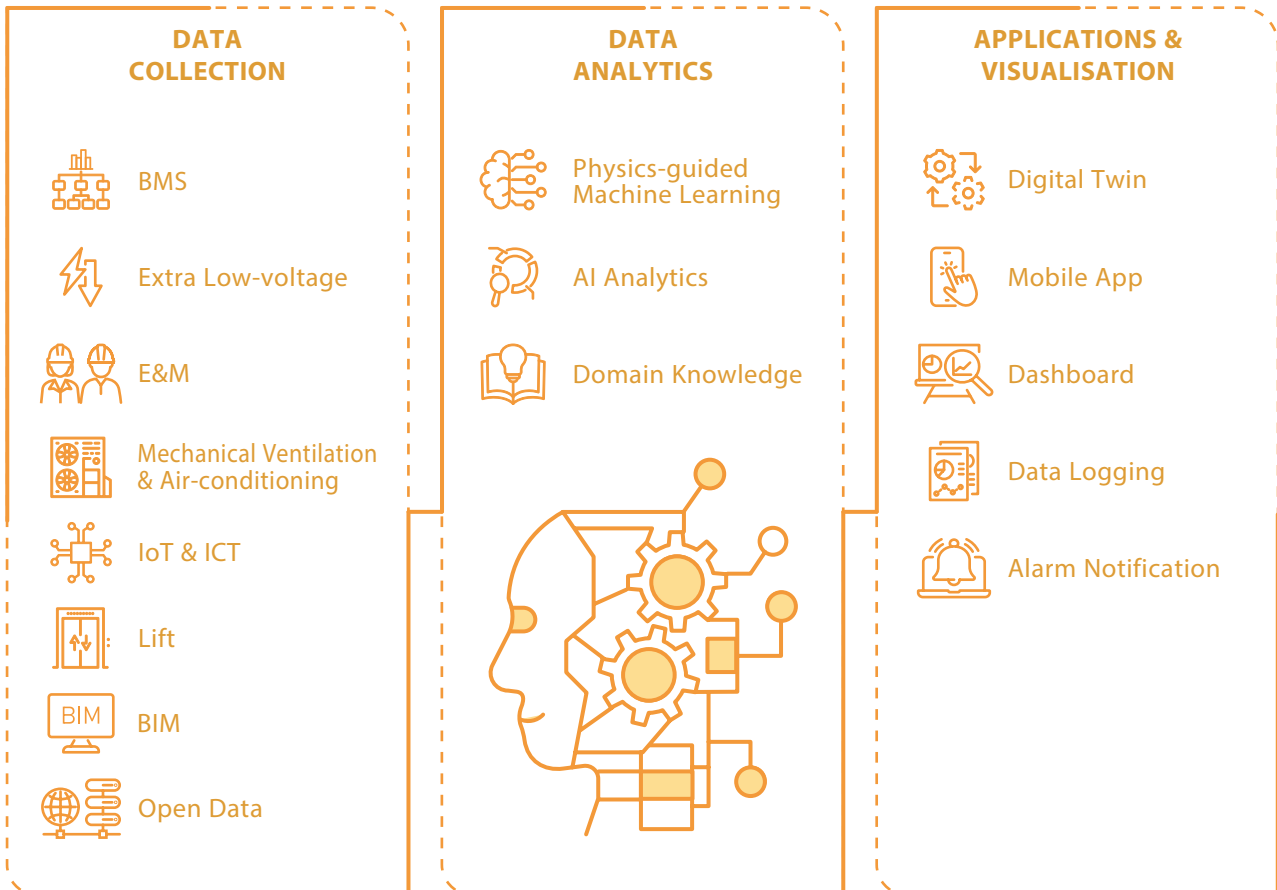 DATA
COLLECTION
BMS
Extra Low-voltage
E&M
Mechanical Ventilation
& Air-conditioning
IoT & ICT
Lift
BIM
BIM
Open Data
DATA
ANALYTICS
Physics-guided
Machine Learning
AI Analytics
Domain Knowledge
APPLICATIONS &
VISUALISATION
Digital Twin
Mobile App
Dashboard
Data Logging
Alarm Notification